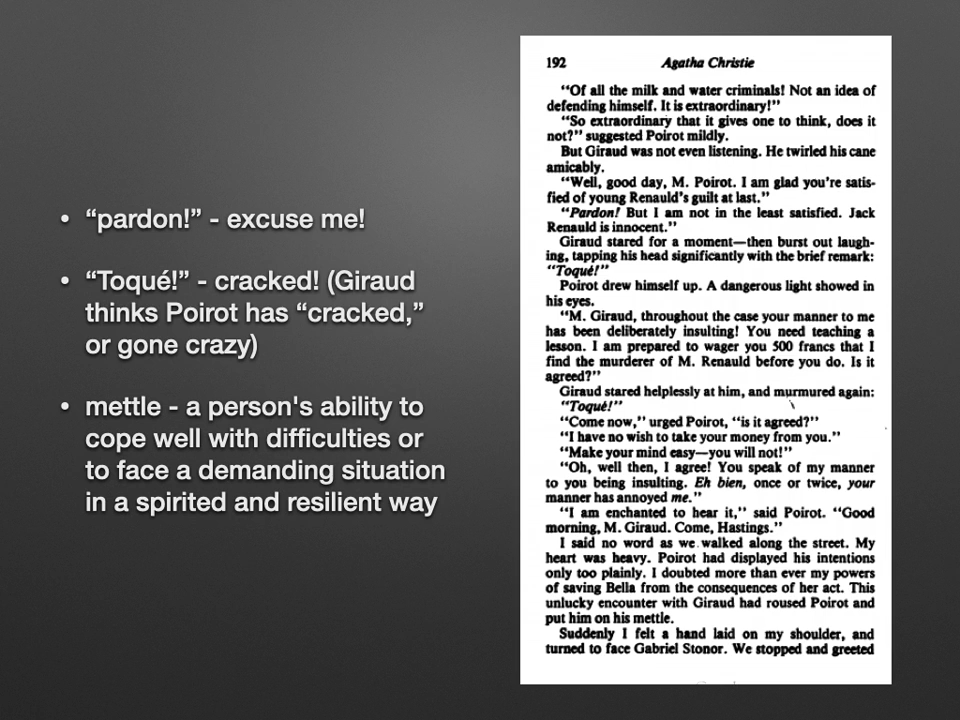 • “pardon!” - excuse me!
• “Toqué!” - cracked! (Giraud
thinks Poirot has “cracked,”
or gone crazy)
• mettle - a person's ability to
cope well with difficulties or
to face a demanding situation
in a spirited and resilient way
192 Agatha Christie
“Of all the milk and water criminals! Not an idea of
defending himself. It is extraordinary!”
“So extraordinary that it gives one to think, does it
not?” suggested Poirot mildly.
But Giraud was not even listening. He twirled his cane
amicably.
“Well, good day, M. Poirot. I am glad you’re satis-
fied of young Renauld’s guilt at last.”
“Pardon! But I am not in the least satisfied. Jack
Renauld is innocent.”
Giraud stared for a moment—then burst out laugh-
ing, tapping his head significantly with the brief remark:
“Toqué!”
Poirot drew himself up. A dangerous light showed in
his eyes.
“M. Giraud, throughout the case your manner to me
has been deliberately insulting! You need teaching a
lesson. I am prepared to wager you 500 francs that I
find the murderer of M. Renauld before you do. Is it
agreed?”
Giraud stared helplessly at him, and murmured again:
“Toqué!”
“Come now,” urged Poirot, “is it agreed?”
“I have no wish to take your money from you.”
“Make your mind easy—you will not!”
“Oh, well then, I agree! You speak of my manner
to you being insulting. Eh bien, once or twice, your
manner has annoyed me.”
“I am enchanted to hear it,” said Poirot. “Good
morning, M. Giraud. Come, Hastings.”
I said no word as we walked along the street. My
heart was heavy. Poirot had displayed his intentions
only too plainly. I doubted more than ever my powers
of saving Bella from the consequences of her act. This
unlucky encounter with Giraud had roused Poirot and
put him on his mettle.
Suddenly I felt a hand laid on my shoulder, and
turned to face Gabriel Stonor. We stopped and greeted